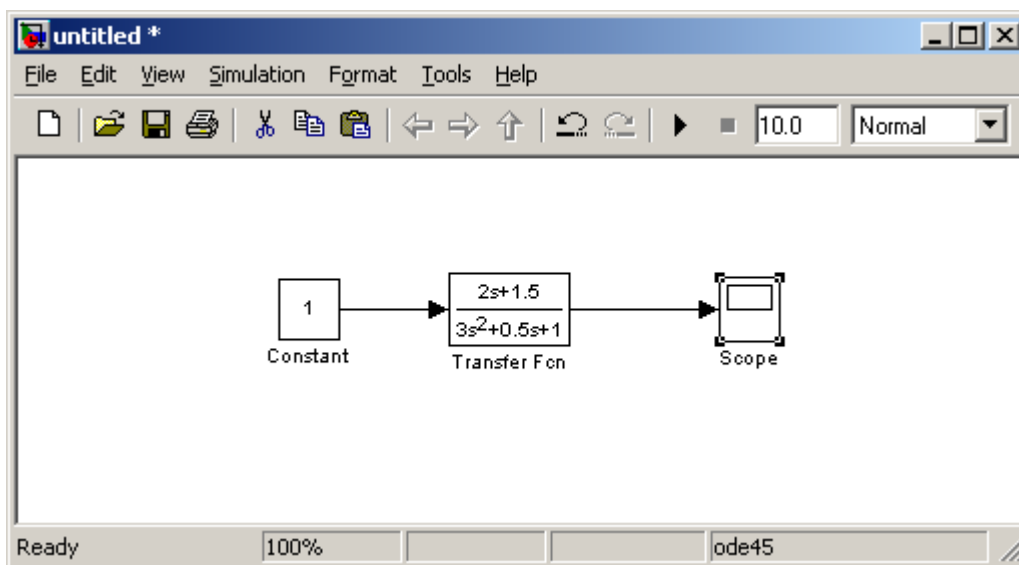 untitled *
File Edit View Simulation Format Tools Help
10.0 Normal
1
2s+1.5
3s²+0.5s+1
Constant
Transfer Fcn
Scope
Ready 100% ode45